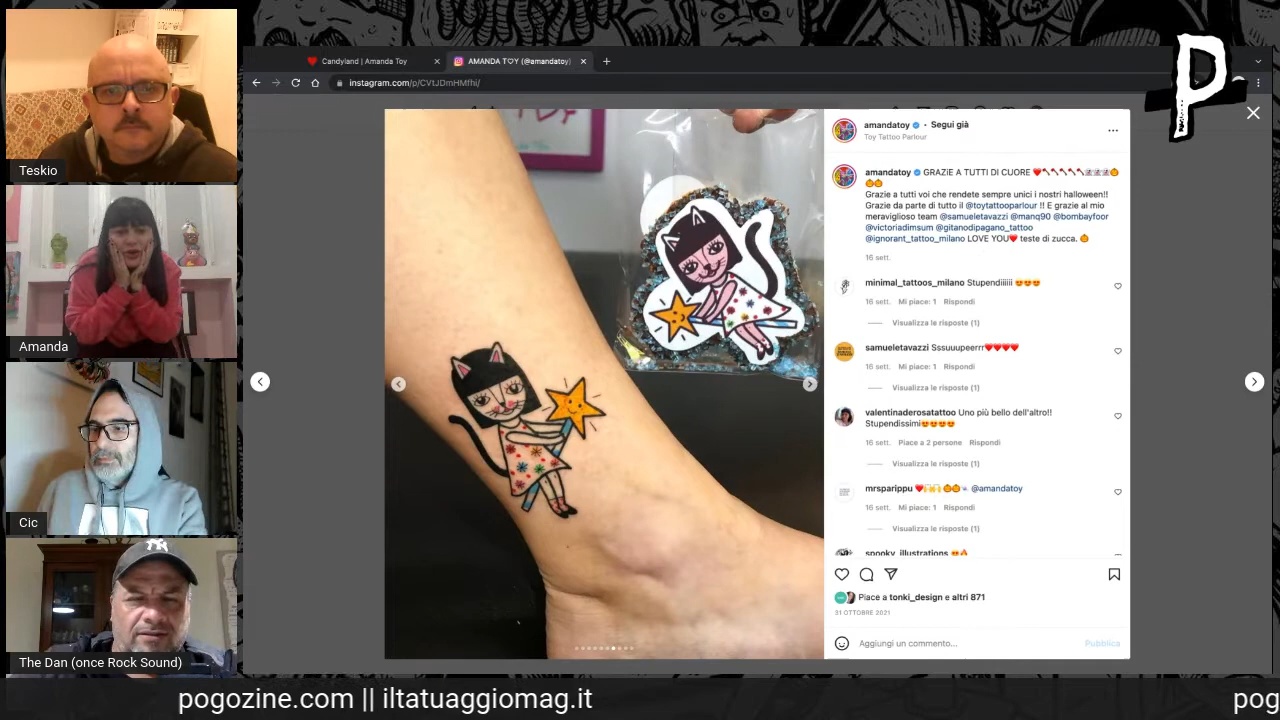 Teskio
Amanda
Cic
The Dan (once Rock Sound)
Candyland | Amanda Toy
AMANDA TOY (@amandatoy)
instagram.com/p/CVtJDmHMfhi/
P
amandatoy • Segui già
Toy Tattoo Parlour
amandatoy GRAZiE A TUTTI DI CUORE
Grazie a tutti voi che rendete sempre unici i nostri halloween!!
Grazie da parte di tutto il @toytattooparlour !! E grazie al mio
meraviglioso team @samueletavazzi @manq90 @bombayfoor
@victoriadimsum @gitanodipagano_tattoo
@ignorant_tattoo_milano LOVE YOU❤️ teste di zucca. 🎃
16 sett.
minimal_tattoos_milano Stupendiiiiii 😍😍😍
16 sett. Mi piace: 1 Rispondi
Visualizza le risposte (1)
samueletavazzi Sssuuupeerrr❤️❤️❤️❤️
16 sett. Mi piace: 1 Rispondi
Visualizza le risposte (1)
valentinaderosatattoo Uno più bello dell'altro!!
Stupendissimi😍😍😍😍
16 sett. Piace a 2 persone Rispondi
Visualizza le risposte (1)
mrsparippu @amandatoy
16 sett. Mi piace: 1 Rispondi
Visualizza le risposte (1)
spooky_illustrations 😍🔥
Piace a tonki_design e altri 871
31 OTTOBRE 2021
Aggiungi un commento... Pubblica
pogozine.com || iltatuaggiomag.it
pog